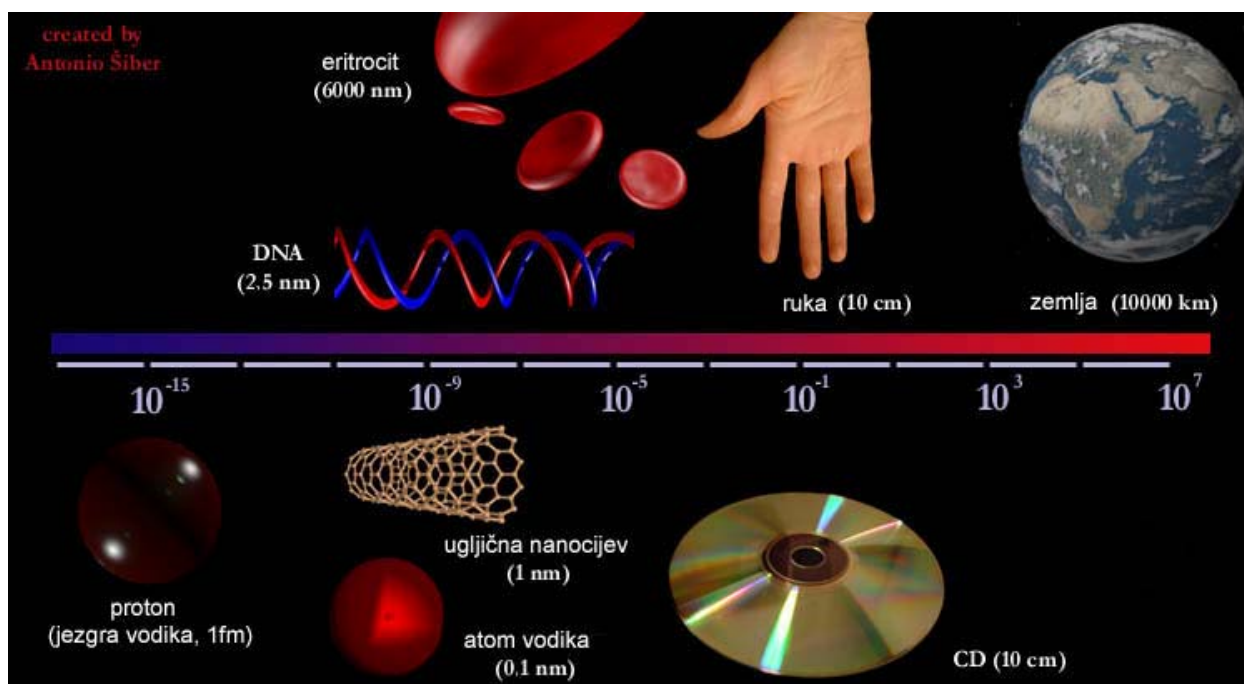 created by
Antonio Šiber
eritrocit
(6000 nm)
DNA
(2,5 nm)
ruka (10 cm)
zemlja (10000 km)
10^-15 10^-9 10^-5 10^-1 10^3 10^7
ugljična nanocijev
(1 nm)
proton
(jezgra vodika, 1fm)
atom vodika
(0,1 nm)
CD (10 cm)